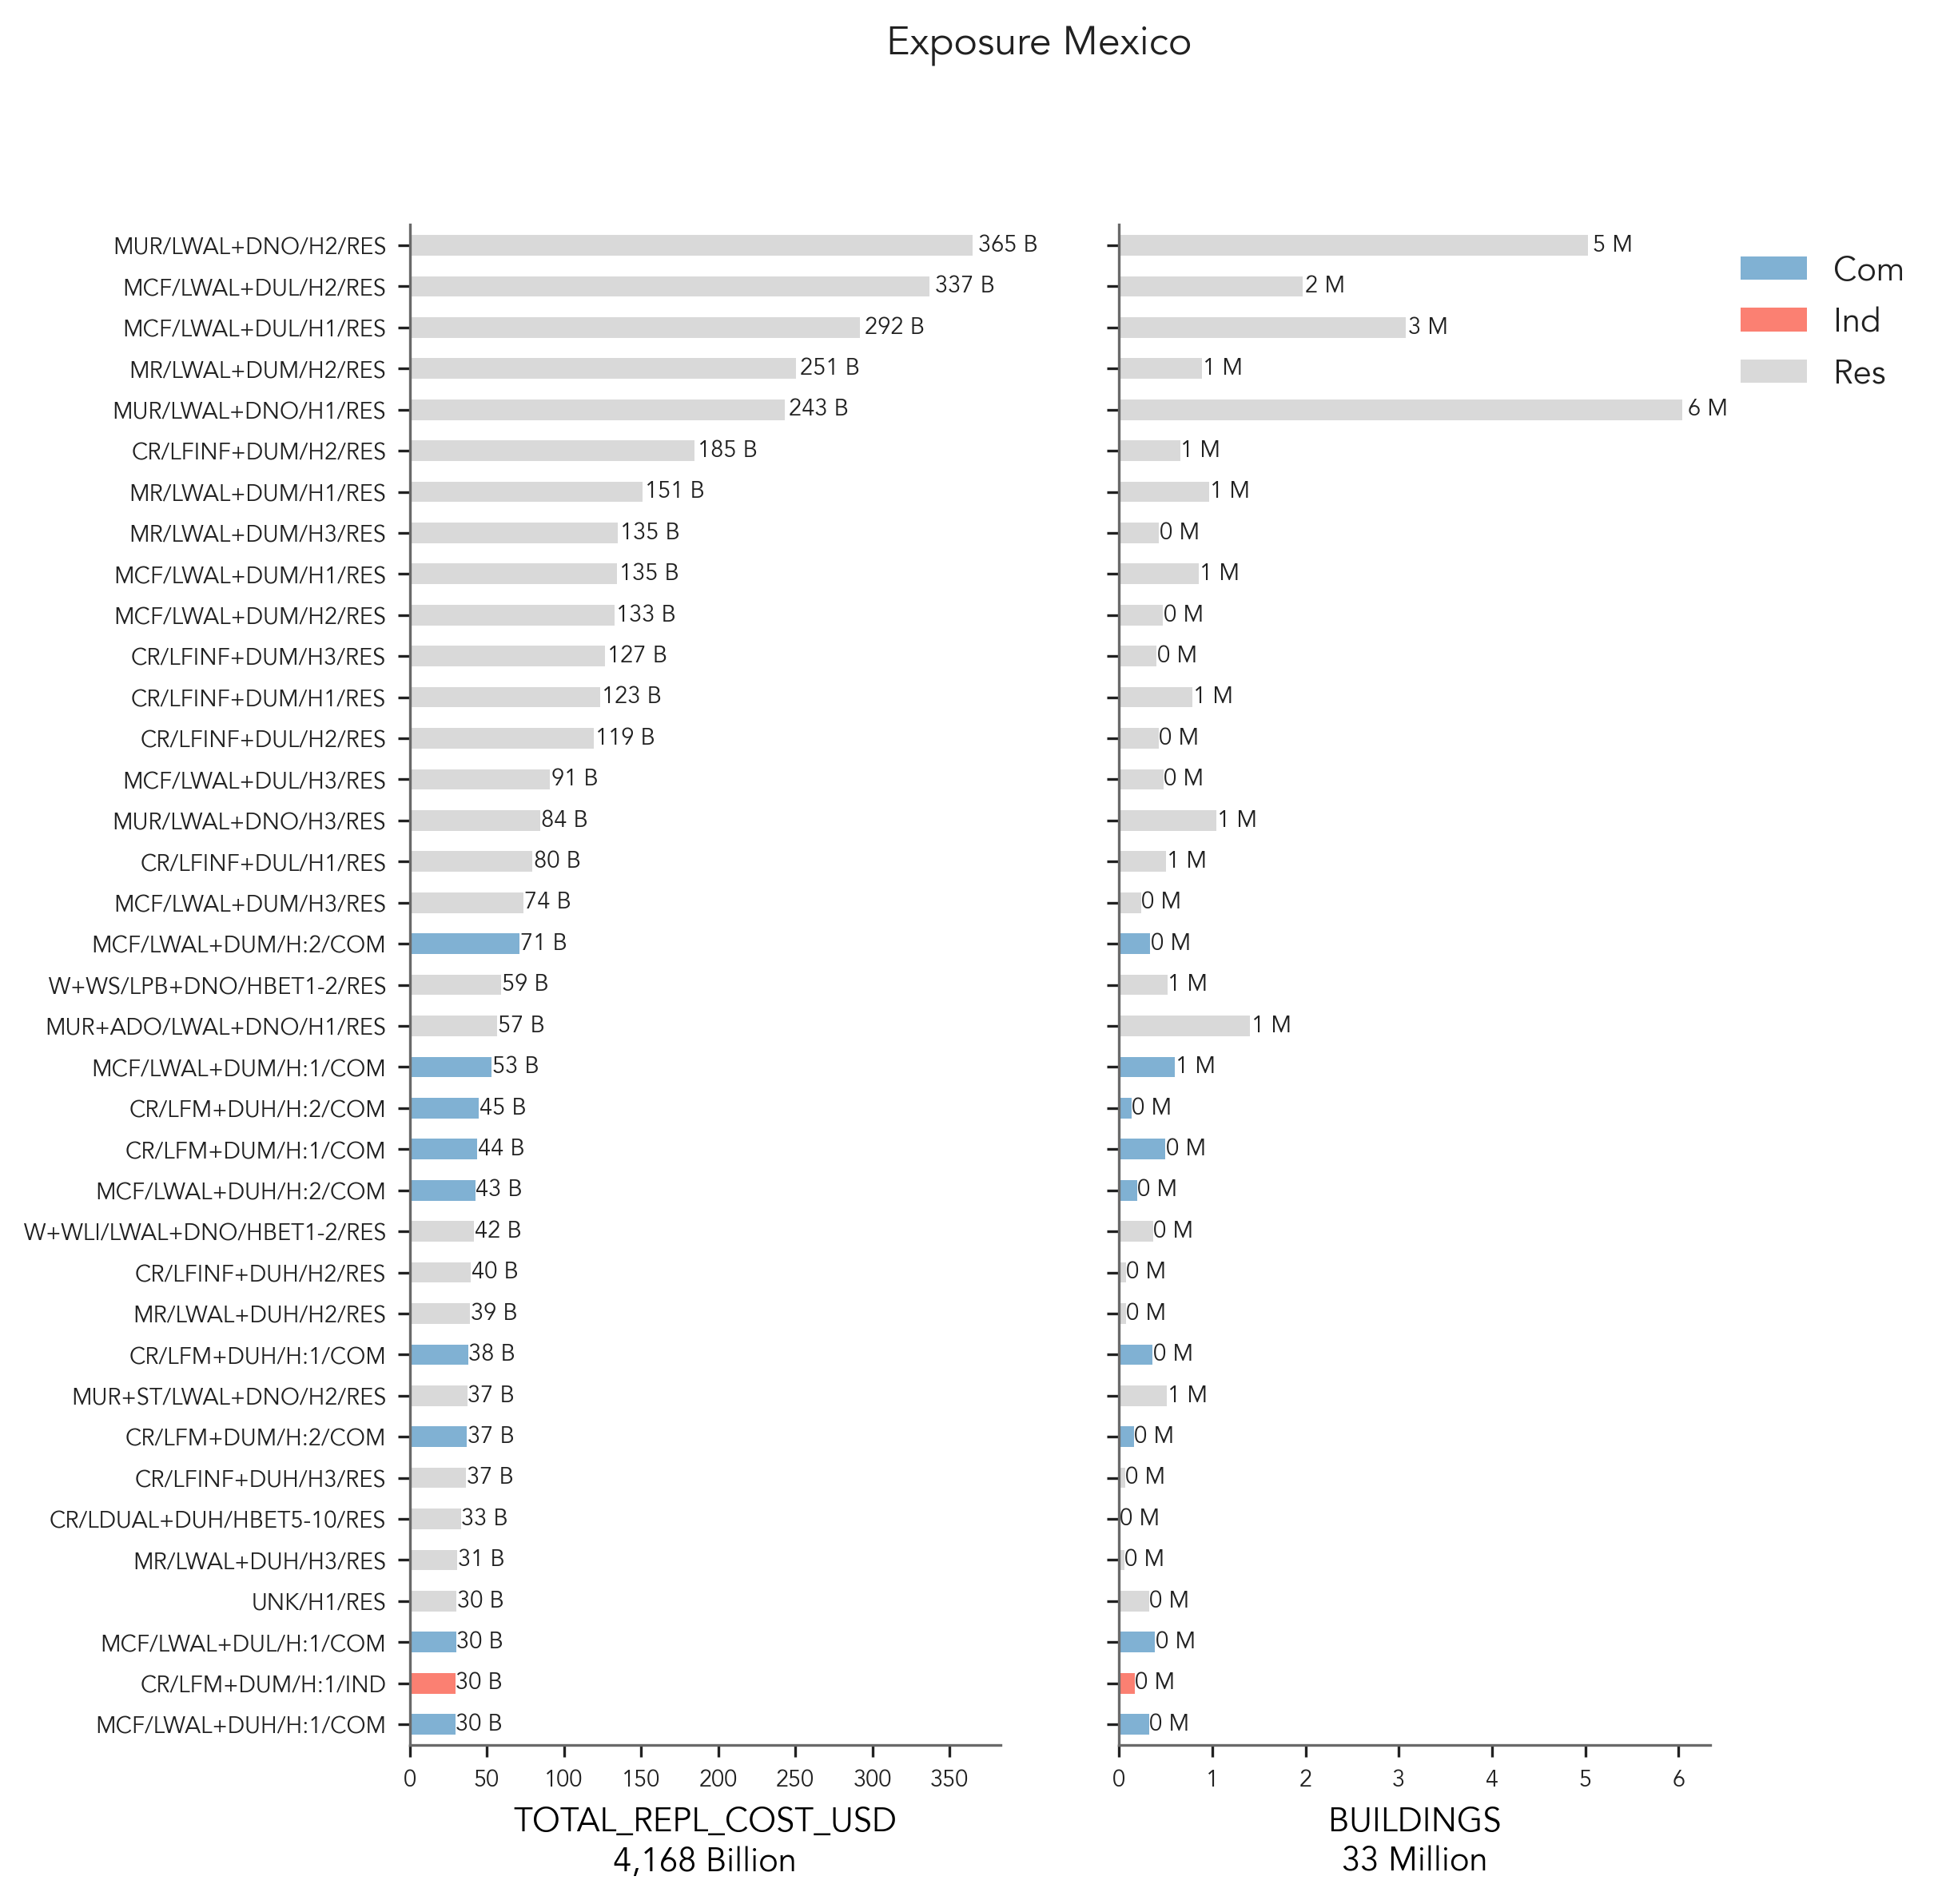 Exposure Mexico
MUR/LWAL+DNO/H2/RES 365 B 5 M
MCF/LWAL+DUL/H2/RES 337 B 2 M
MCF/LWAL+DUL/H1/RES 292 B 3 M
MR/LWAL+DUM/H2/RES 251 B 1 M
MUR/LWAL+DNO/H1/RES 243 B 6 M
CR/LFINF+DUM/H2/RES 185 B 1 M
MR/LWAL+DUM/H1/RES 151 B 1 M
MR/LWAL+DUM/H3/RES 135 B 0 M
MCF/LWAL+DUM/H1/RES 135 B 1 M
MCF/LWAL+DUM/H2/RES 133 B 0 M
CR/LFINF+DUM/H3/RES 127 B 0 M
CR/LFINF+DUM/H1/RES 123 B 1 M
CR/LFINF+DUL/H2/RES 119 B 0 M
MCF/LWAL+DUL/H3/RES 91 B 0 M
MUR/LWAL+DNO/H3/RES 84 B 1 M
CR/LFINF+DUL/H1/RES 80 B 1 M
MCF/LWAL+DUM/H3/RES 74 B 0 M
MCF/LWAL+DUM/H:2/COM 71 B 0 M
W+WS/LPB+DNO/HBET1-2/RES 59 B 1 M
MUR+ADO/LWAL+DNO/H1/RES 57 B 1 M
MCF/LWAL+DUM/H:1/COM 53 B 1 M
CR/LFM+DUH/H:2/COM 45 B 0 M
CR/LFM+DUM/H:1/COM 44 B 0 M
MCF/LWAL+DUH/H:2/COM 43 B 0 M
W+WLI/LWAL+DNO/HBET1-2/RES 42 B 0 M
CR/LFINF+DUH/H2/RES 40 B 0 M
MR/LWAL+DUH/H2/RES 39 B 0 M
CR/LFM+DUH/H:1/COM 38 B 0 M
MUR+ST/LWAL+DNO/H2/RES 37 B 1 M
CR/LFM+DUM/H:2/COM 37 B 0 M
CR/LFINF+DUH/H3/RES 37 B 0 M
CR/LDUAL+DUH/HBET5-10/RES 33 B 0 M
MR/LWAL+DUH/H3/RES 31 B 0 M
UNK/H1/RES 30 B 0 M
MCF/LWAL+DUL/H:1/COM 30 B 0 M
CR/LFM+DUM/H:1/IND 30 B 0 M
MCF/LWAL+DUH/H:1/COM 30 B 0 M
0 50 100 150 200 250 300 350
TOTAL_REPL_COST_USD
4,168 Billion
0 1 2 3 4 5 6
BUILDINGS
33 Million
Com
Ind
Res